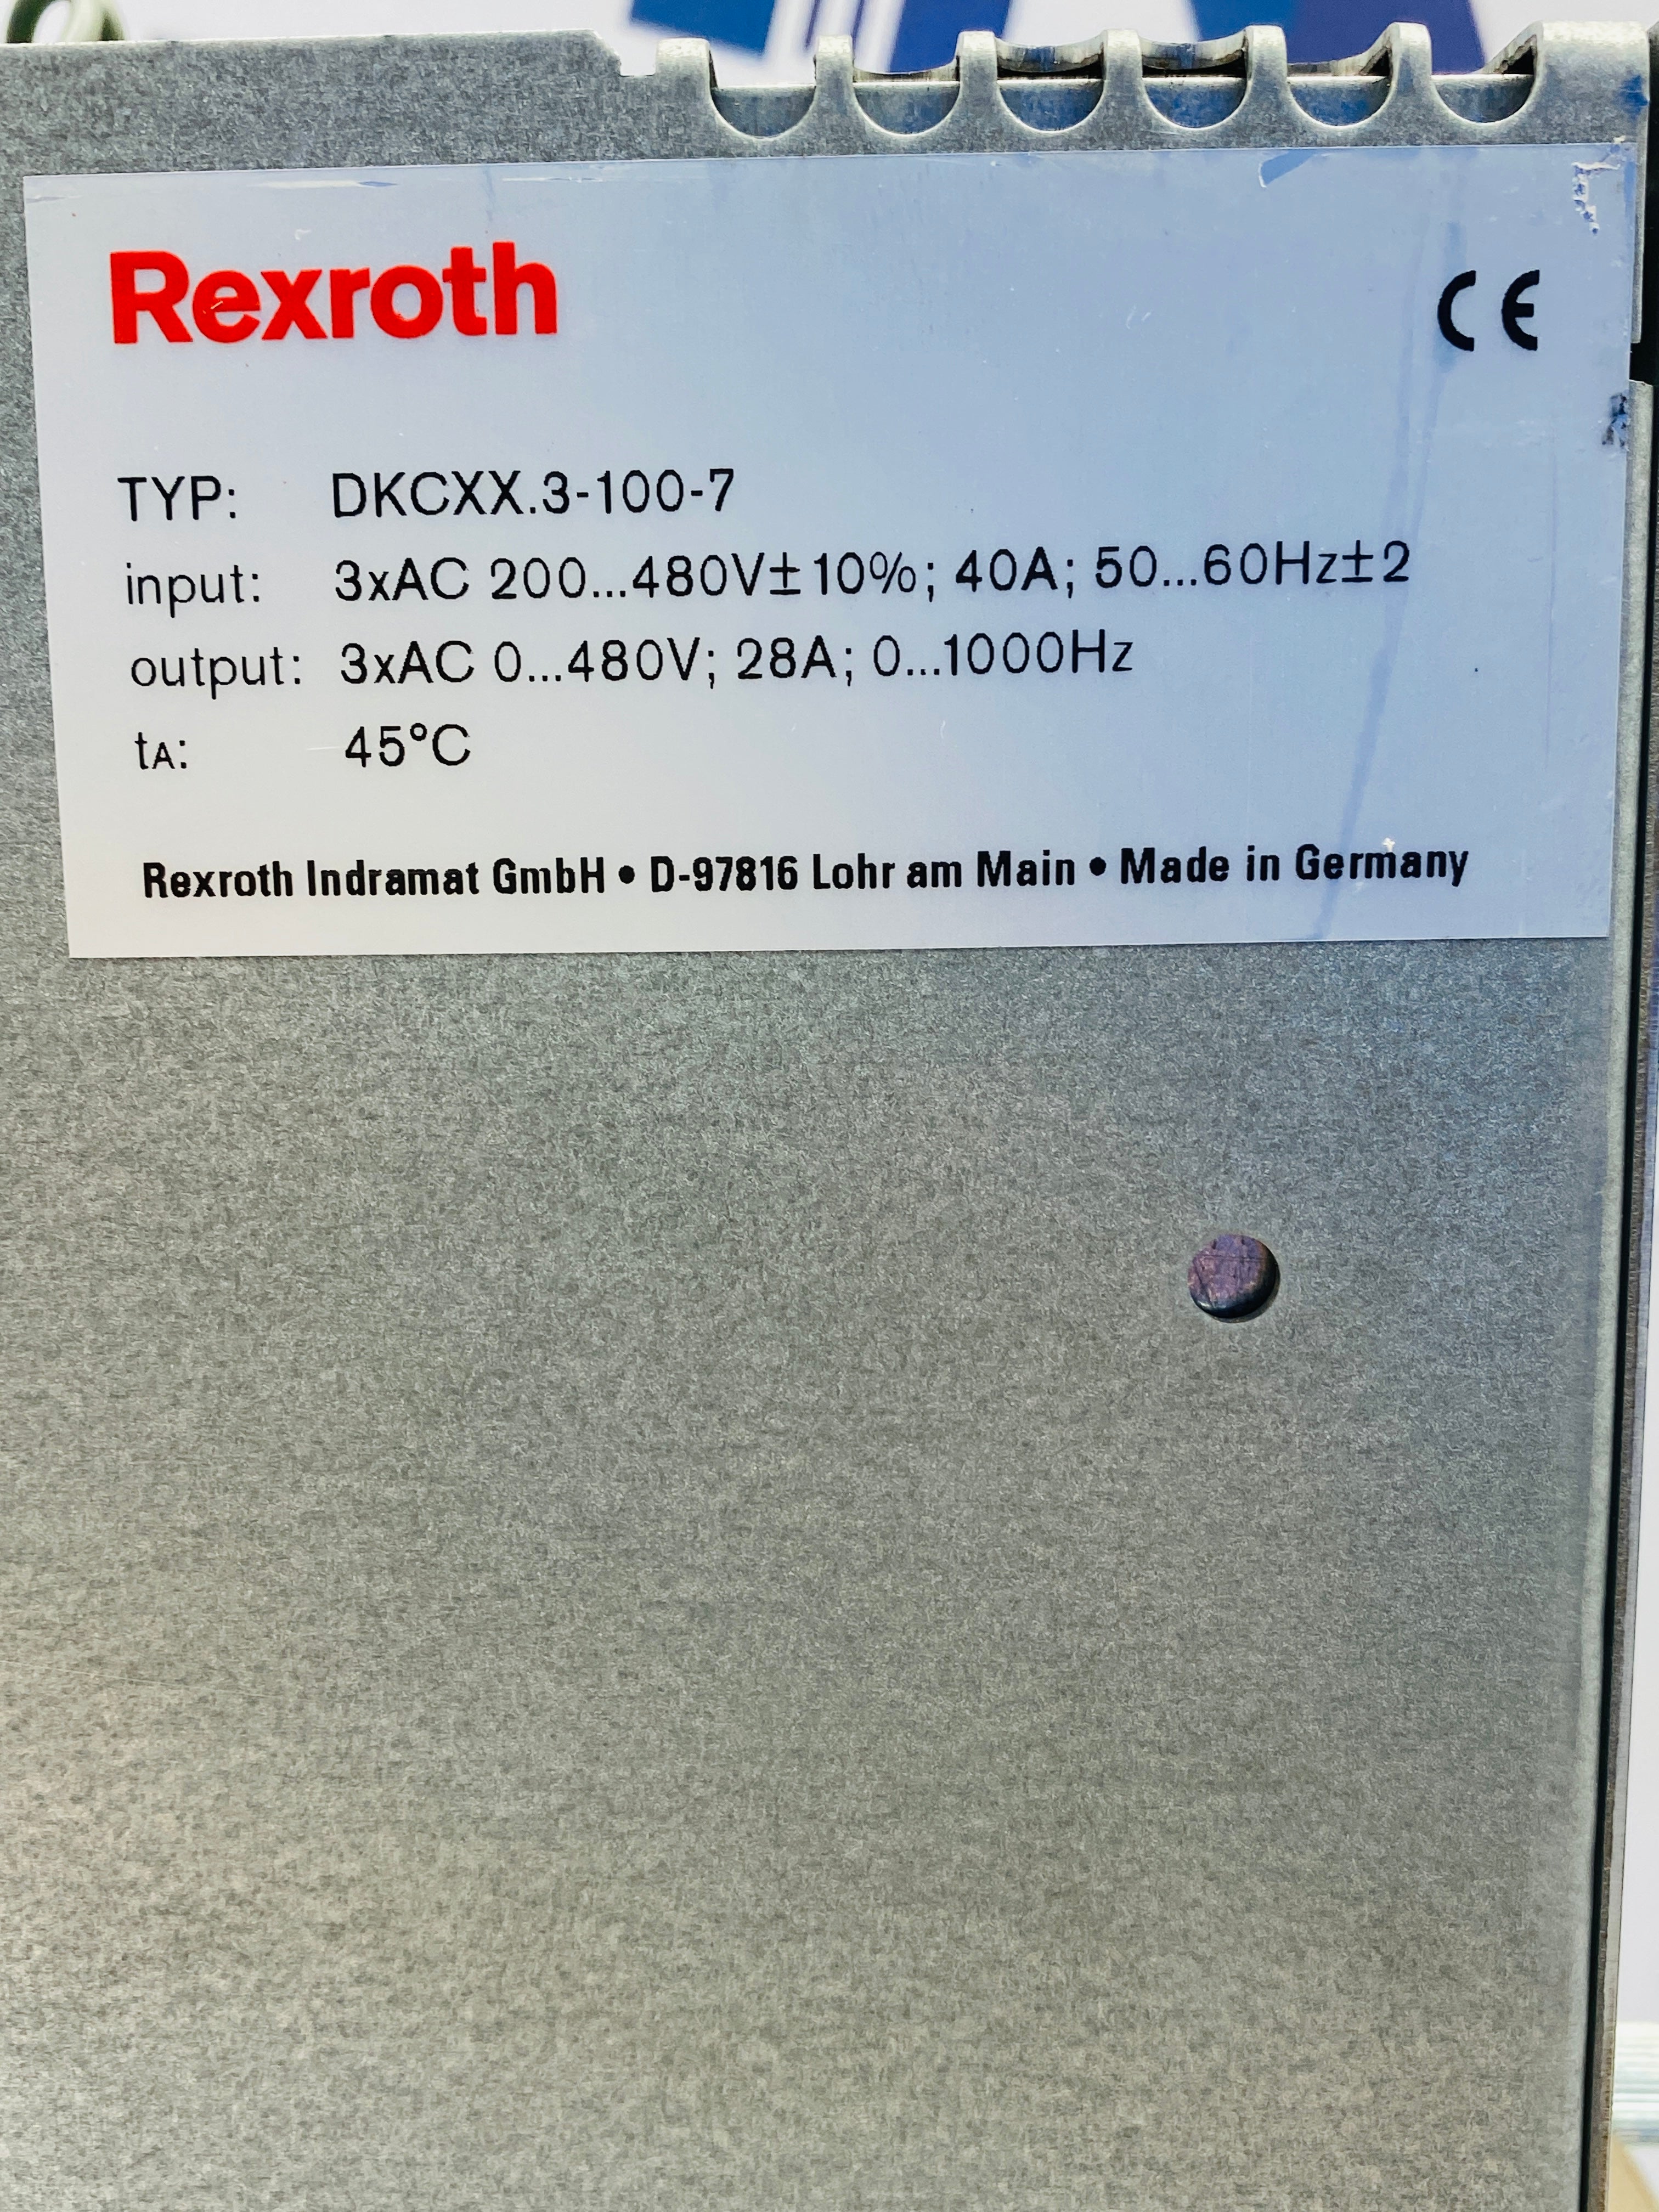 Rexroth
CE
TYP: DKCXX.3-100-7
input: 3xAC 200...480V±10%; 40A; 50...60Hz±2
output: 3xAC 0...480V; 28A; 0...1000Hz
tA: 45°C
Rexroth Indramat GmbH • D-97816 Lohr am Main • Made in Germany